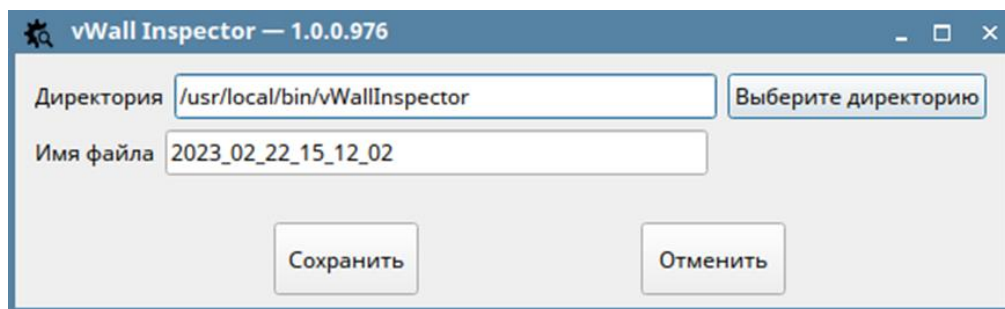 vWall Inspector — 1.0.0.976
Директория /usr/local/bin/vWallInspector Выберите директорию
Имя файла 2023_02_22_15_12_02
Сохранить Отменить